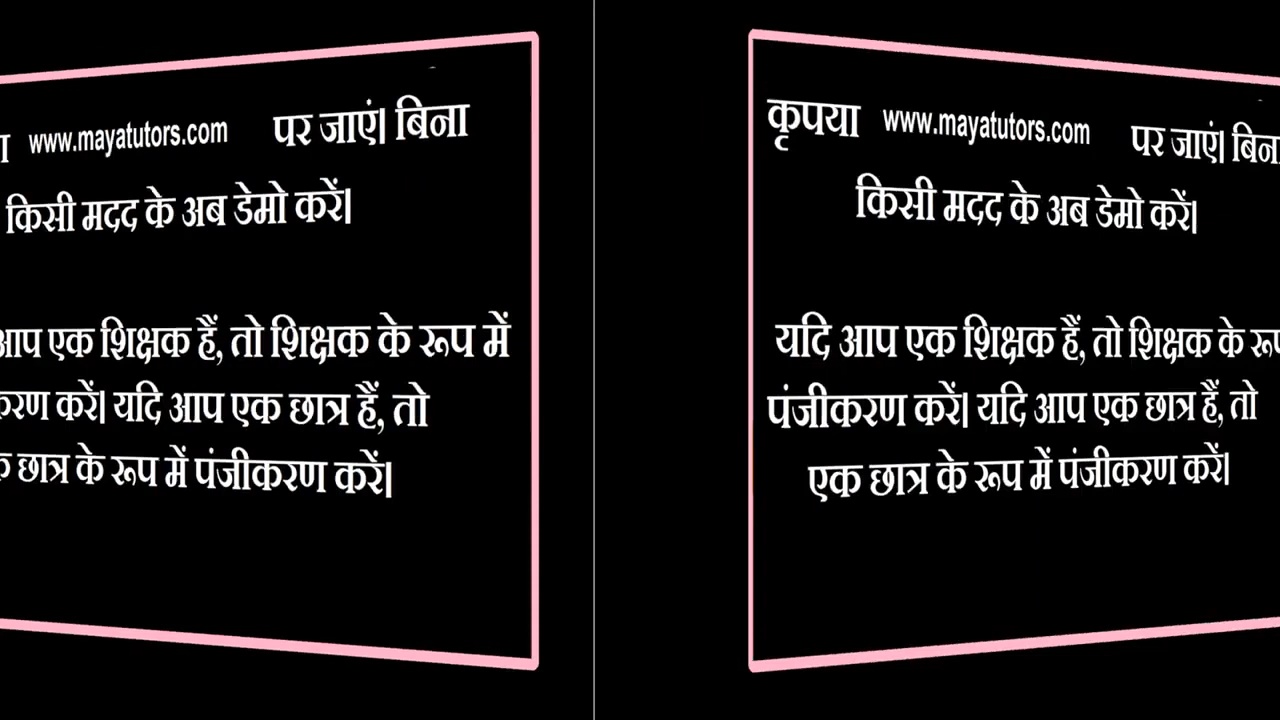 www.mayatutors.com पर जाएं। बिना
किसी मदद के अब डेमो करें।
आप एक शिक्षक हैं, तो शिक्षक के रूप में
करें। यदि आप एक छात्र हैं, तो
छात्र के रूप में पंजीकरण करें।
कृपया www.mayatutors.com पर जाएं। बिना
किसी मदद के अब डेमो करें।
यदि आप एक शिक्षक हैं, तो शिक्षक के रूप
पंजीकरण करें। यदि आप एक छात्र हैं, तो
एक छात्र के रूप में पंजीकरण करें।